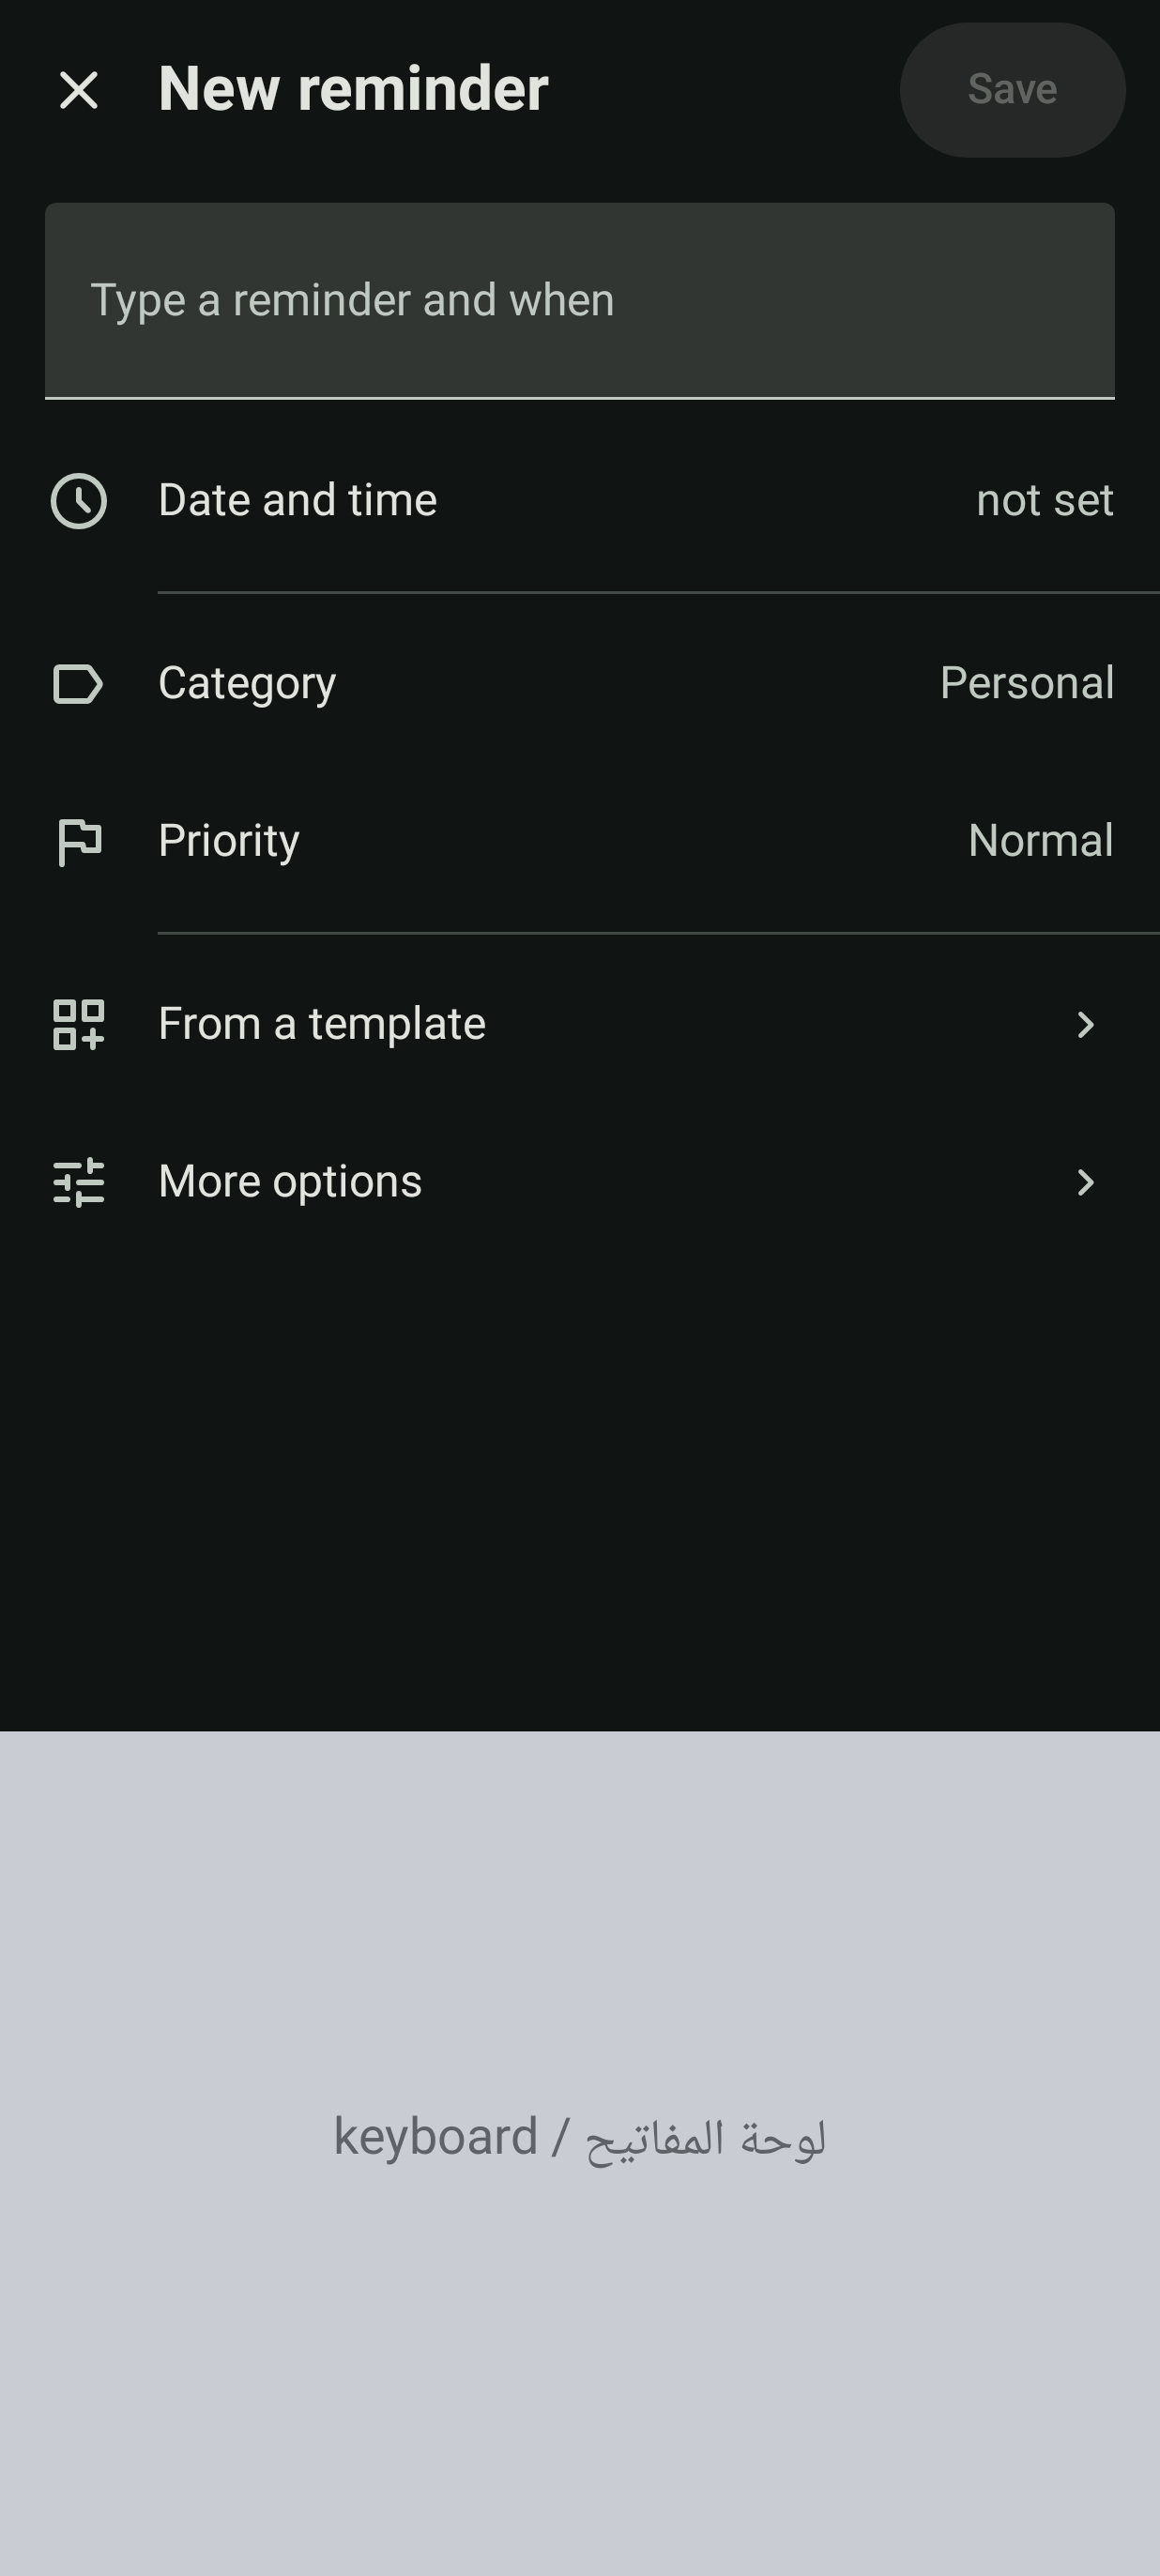 New reminder
Save
Type a reminder and when
Date and time
not set
Category
Personal
Priority
Normal
From a template
More options
keyboard / لوحة المفاتيح